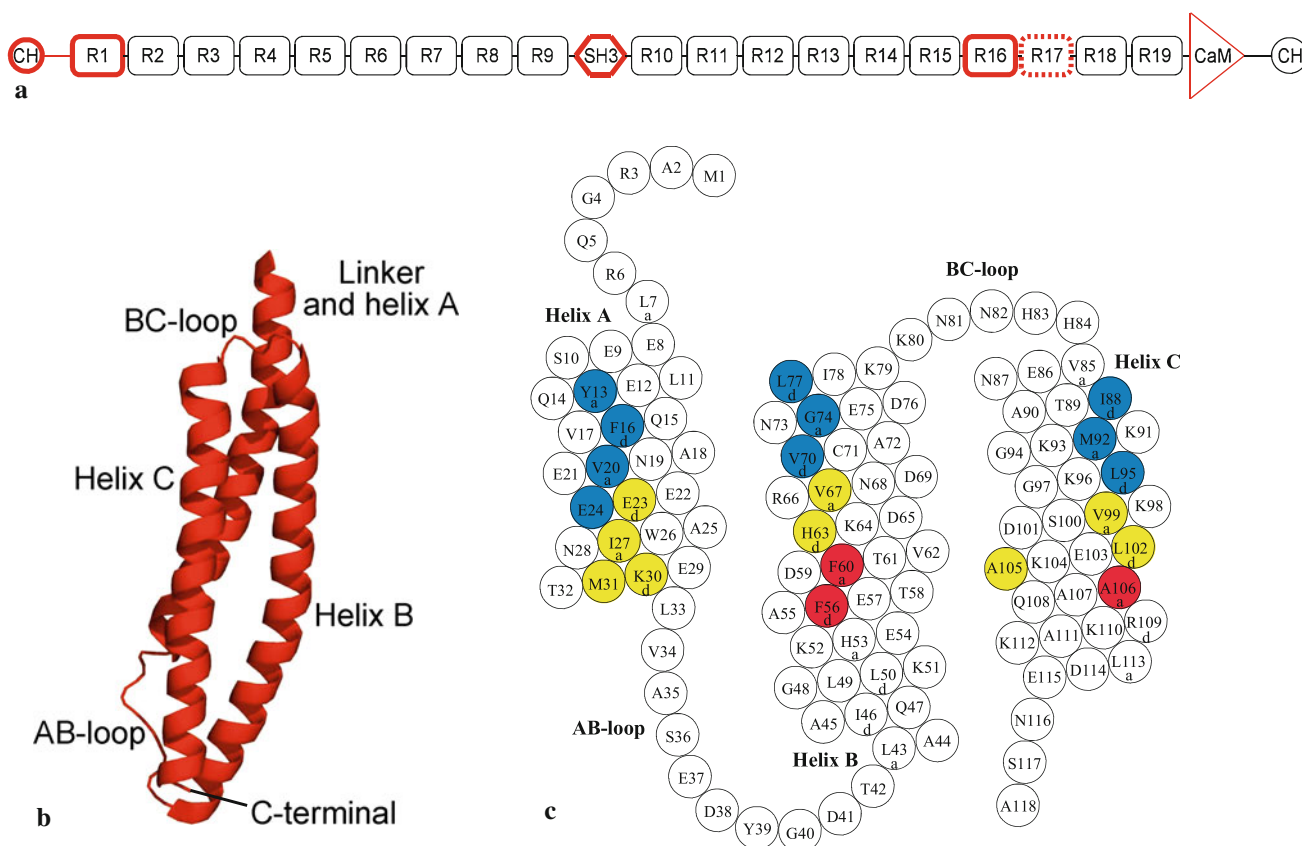 CH R1 R2 R3 R4 R5 R6 R7 R8 R9 SH3 R10 R11 R12 R13 R14 R15 R16 R17 R18 R19 CaM CH
a
Linker
and helix A
BC-loop
Helix C
Helix B
AB-loop
C-terminal
b
M1
A2
R3
G4
Q5
R6
L7
a
Helix A
E8
E9
S10
L11
E12
Y13
a
Q14
Q15
F16
d
V17
A18
N19
V20
a
E21
E22
E23
d
E24
A25
W26
I27
a
N28
E29
K30
d
M31
T32
L33
V34
A35
S36
AB-loop
E37
D38
Y39
G40
D41
T42
L43
a
A44
Helix B
A45
I46
d
Q47
G48
L49
L50
d
K51
K52
H53
a
E54
A55
F56
d
E57
T58
D59
F60
a
T61
V62
H63
d
K64
D65
R66
V67
a
N68
D69
V70
d
C71
A72
N73
G74
a
E75
D76
L77
d
I78
K79
K80
BC-loop
N81
N82
H83
H84
V85
a
Helix C
E86
N87
I88
d
T89
A90
K91
M92
a
K93
G94
L95
d
K96
G97
K98
V99
a
S100
D101
L102
d
E103
K104
A105
A106
a
A107
Q108
R109
d
K110
A111
K112
L113
a
D114
E115
N116
S117
A118
c